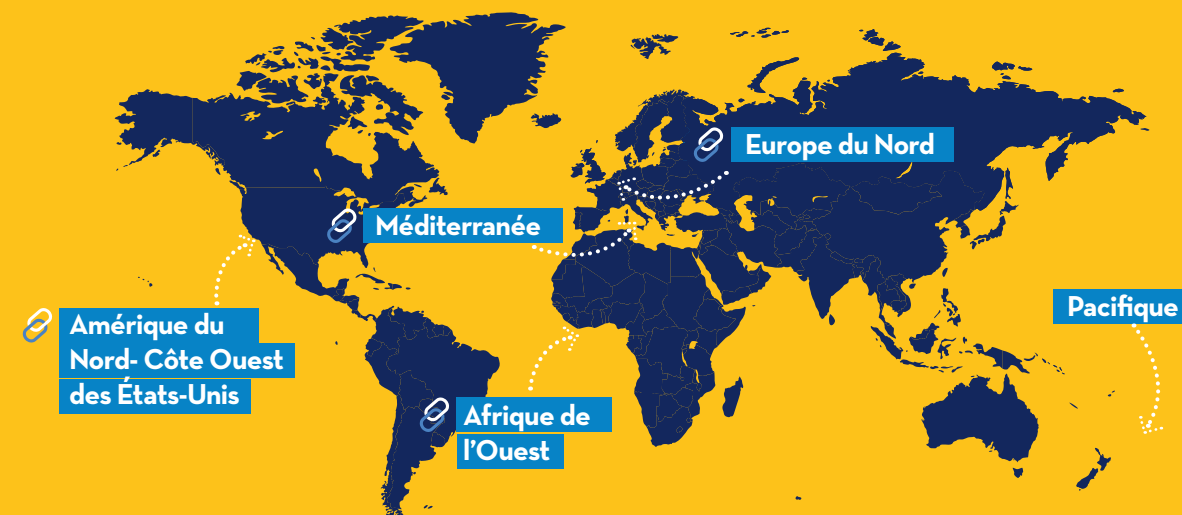 Europe du Nord
Méditerranée
Amérique du
Nord- Côte Ouest
des États-Unis
Pacifique
Afrique de
l'Ouest